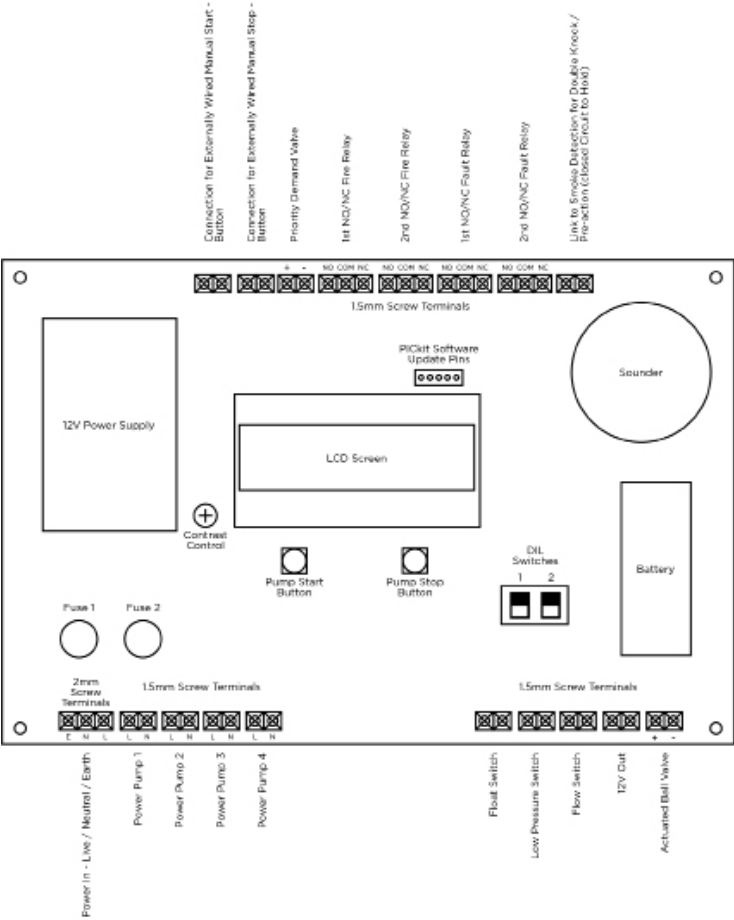 Connection for Externally Wired Manual Start -
Button
Connection for Externally Wired Manual Stop -
Button
Priority Demand Valve
1st NO/NC Fire Relay
2nd NO/NC Fire Relay
1st NO/NC Fault Relay
2nd NO/NC Fault Relay
Link to Smoke Detection for Double Knock /
Pre-action (closed Circuit to Hold)
+ -
NO COM NC
NO COM NC
NO COM NC
NO COM NC
1.5mm Screw Terminals
PICkit Software
Update Pins
Sounder
12V Power Supply
LCD Screen
Contrast
Control
Pump Start
Button
Pump Stop
Button
DIL
Switches
1 2
Battery
Fuse 1
Fuse 2
2mm
Screw
Terminals
1.5mm Screw Terminals
1.5mm Screw Terminals
E N L
L N
L N
L N
L N
+ -
Power In - Live / Neutral / Earth
Power Pump 1
Power Pump 2
Power Pump 3
Power Pump 4
Float Switch
Low Pressure Switch
Flow Switch
12V Out
Actuated Ball Valve